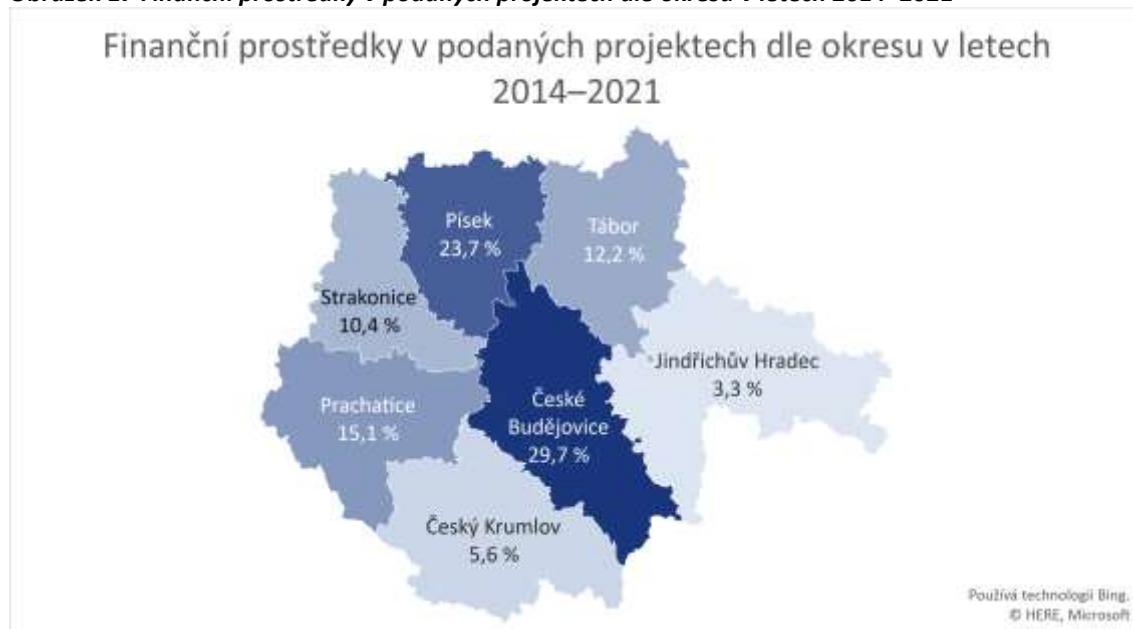 Finanční prostředky v podaných projektech dle okresu v letech
2014–2021
Písek
23,7 %
Tábor
12,2 %
Strakonice
10,4 %
Jindřichův Hradec
3,3 %
Prachatice
15,1 %
České
Budějovice
29,7 %
Český Krumlov
5,6 %
Používá technologii Bing.
© HERE, Microsoft